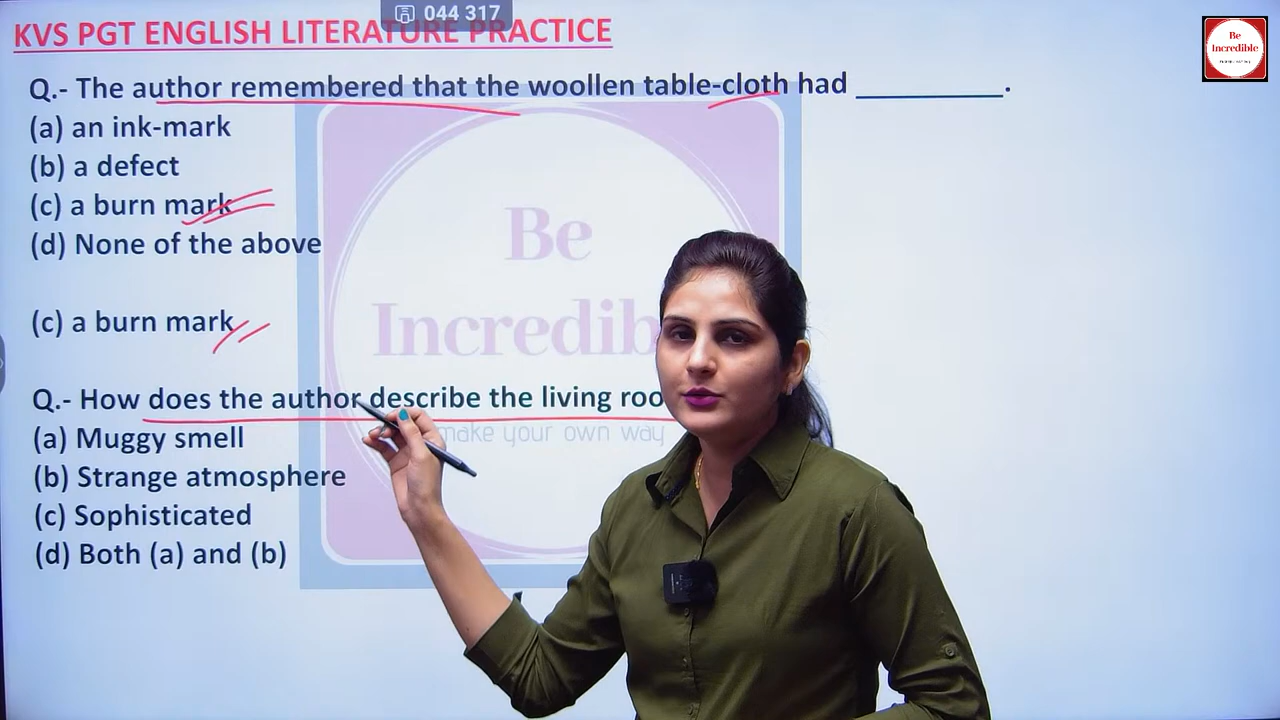 044 317
KVS PGT ENGLISH LITERATURE PRACTICE
Be
Incredible
Q.- The author remembered that the woollen table-cloth had __________.
(a) an ink-mark
(b) a defect
(c) a burn mark
(d) None of the above
(c) a burn mark
Be
Incredib
Q.- How does the author describe the living roo
make your own way
(a) Muggy smell
(b) Strange atmosphere
(c) Sophisticated
(d) Both (a) and (b)